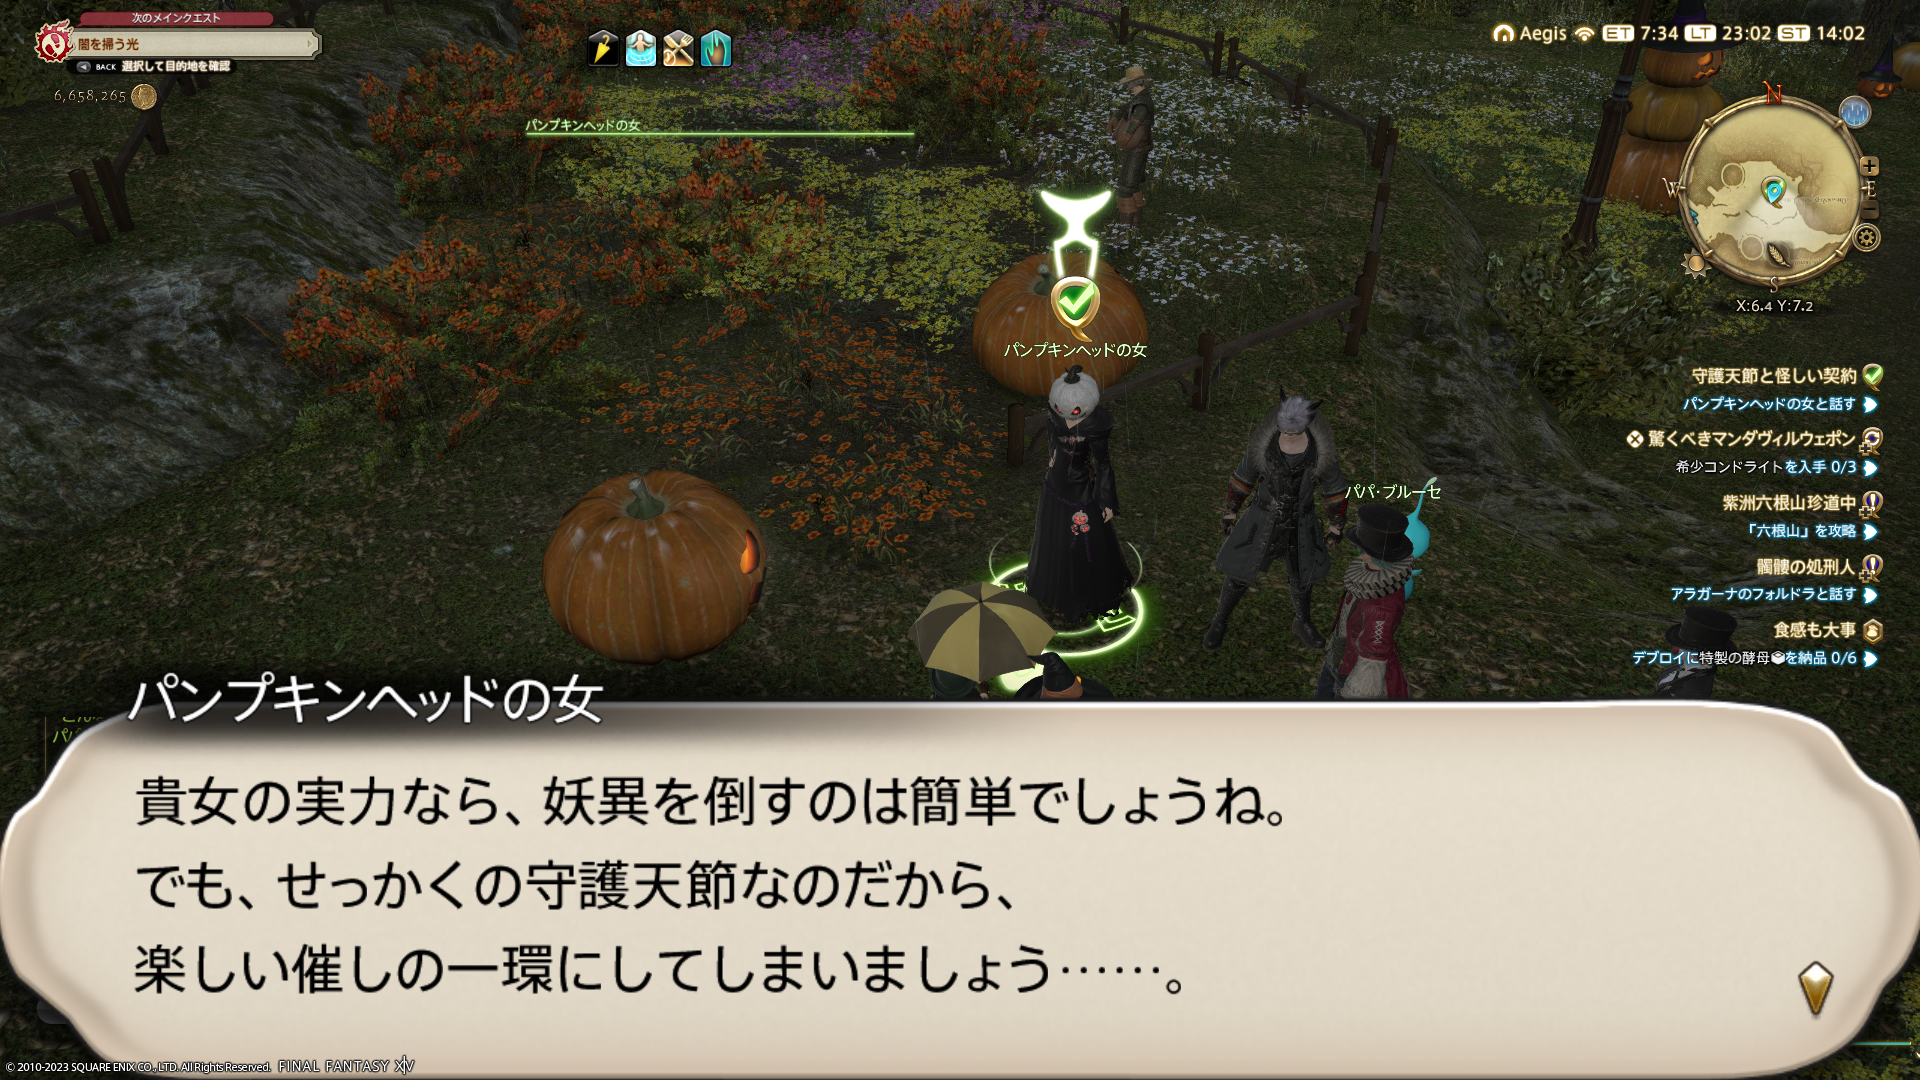 次のメインクエスト
闇を掃う光
BACK 選択して目的地を確認
6,658,265
Aegis ET 7:34 LT 23:02 ST 14:02
パンプキンヘッドの女
N
W
E
S
X:6.4 Y:7.2
パンプキンヘッドの女
守護天節と怪しい契約
パンプキンヘッドの女と話す
驚くべきマンダヴィルウェポン
希少コンドライトを入手 0/3
パパ・ブルーセ
紫洲六根山珍道中
「六根山」を攻略
髑髏の処刑人
アラガーナのフォルドラと話す
食感も大事
デブロイに特製の酵母を納品 0/6
パンプキンヘッドの女
貴女の実力なら、妖異を倒すのは簡単でしょうね。
でも、せっかくの守護天節なのだから、
楽しい催しの一環にしてしまいましょう……。
© 2010-2023 SQUARE ENIX CO., LTD. All Rights Reserved. FINAL FANTASY XIV